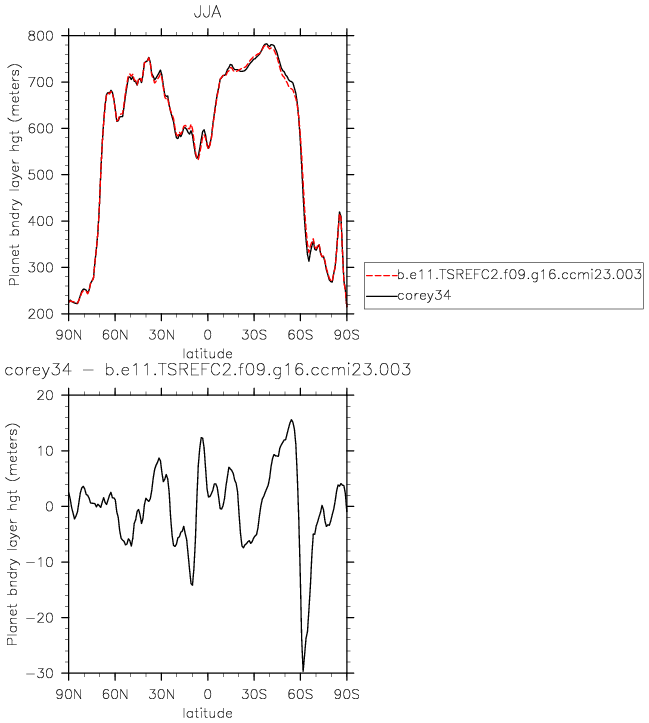 JJA
800
700
600
500
400
300
200
Planet bndry layer hgt (meters)
90N 60N 30N 0 30S 60S 90S
latitude
b.e11.TSREFC2.f09.g16.ccmi23.003
corey34
corey34 - b.e11.TSREFC2.f09.g16.ccmi23.003
20
10
0
-10
-20
-30
Planet bndry layer hgt (meters)
90N 60N 30N 0 30S 60S 90S
latitude